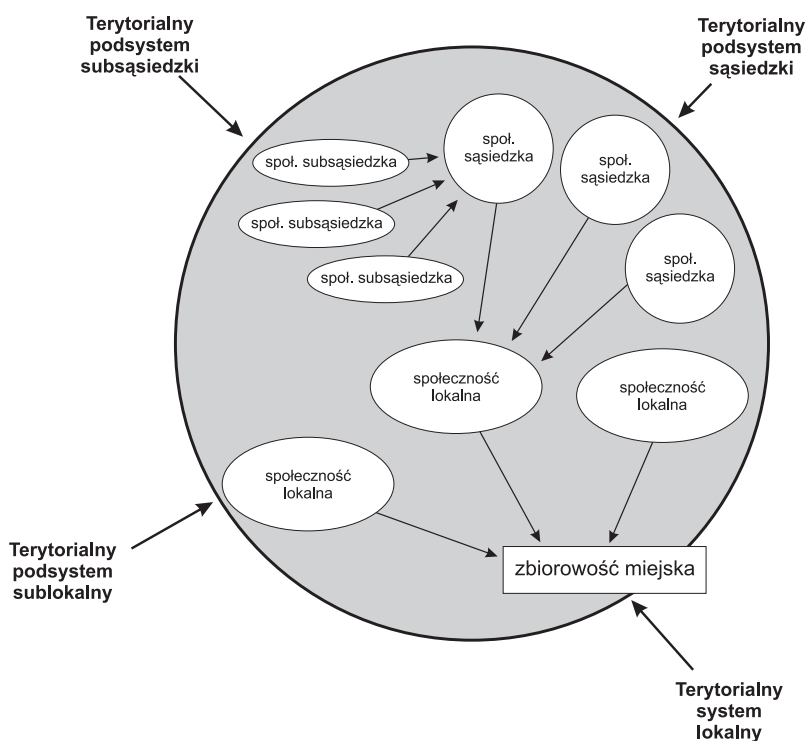 Terytorialny
podsystem
subsąsiedzki
Terytorialny
podsystem
sąsiedzki
społ. subsąsiedzka
społ.
sąsiedzka
społ.
sąsiedzka
społ. subsąsiedzka
społ. subsąsiedzka
społ.
sąsiedzka
społeczność
lokalna
społeczność
lokalna
społeczność
lokalna
Terytorialny
podsystem
sublokalny
zbiorowość miejska
Terytorialny
system
lokalny